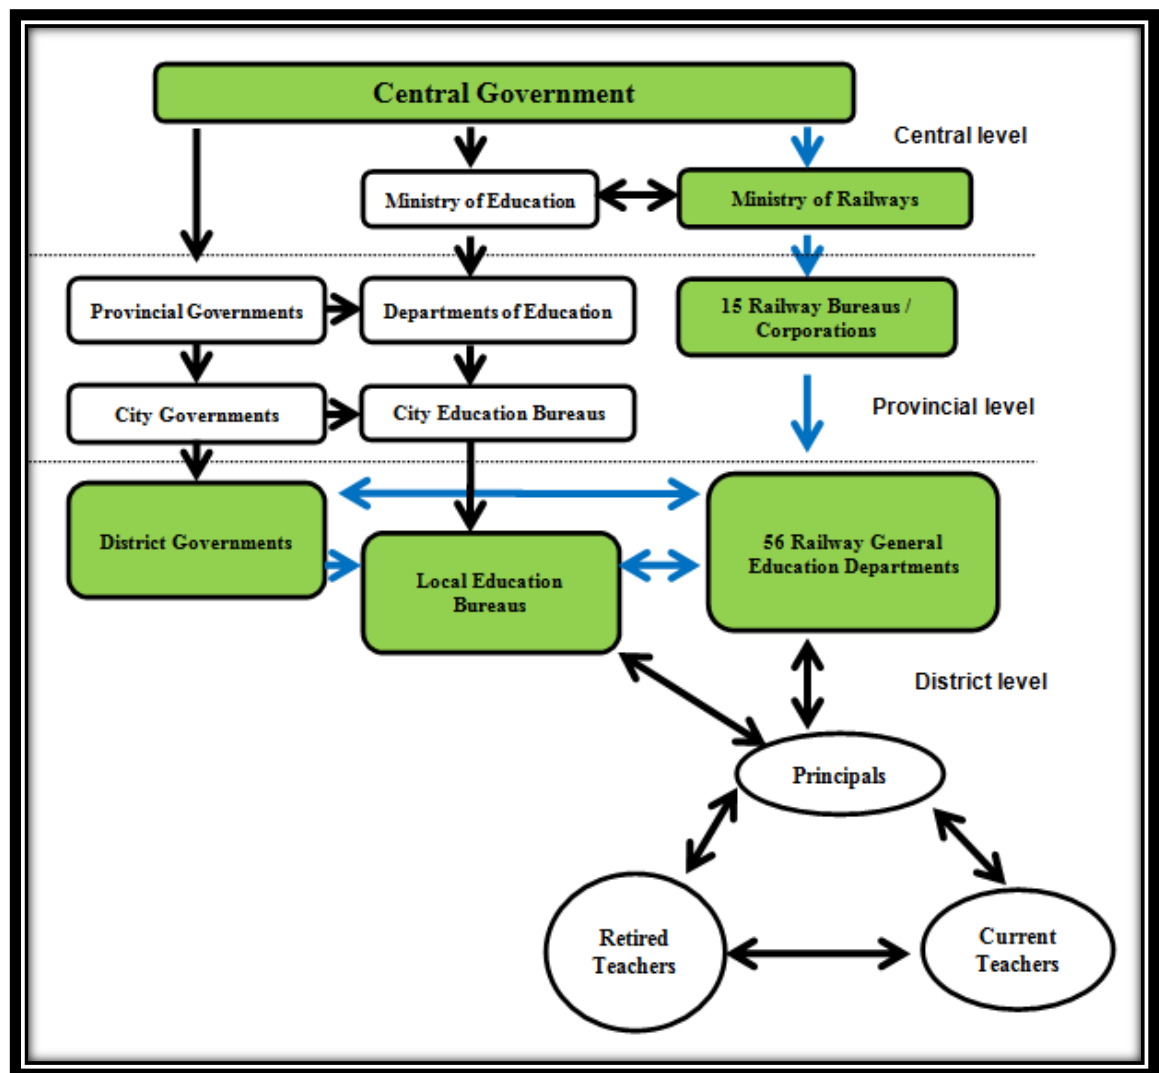 Central Government
Central level
Ministry of Education
Ministry of Railways
Provincial Governments
Departments of Education
15 Railway Bureaus /
Corporations
City Governments
City Education Bureaus
Provincial level
District Governments
Local Education
Bureaus
56 Railway General
Education Departments
District level
Principals
Retired
Teachers
Current
Teachers